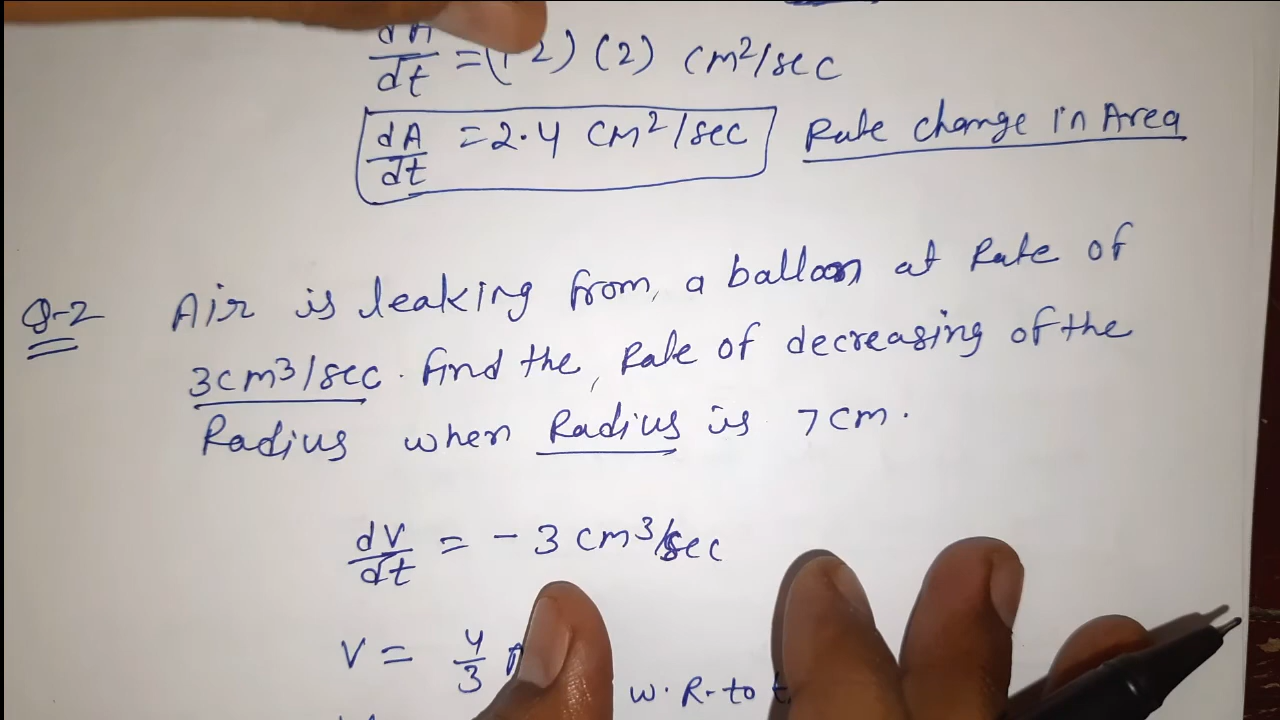 dA/dt = (1.2) (2) cm²/sec
dA/dt = 2.4 cm²/sec Rate change in Area
Q-2 Air is leaking from, a balloon at Rate of
3cm³/sec. find the, Rate of decreasing of the
Radius when Radius is 7cm.
dV/dt = - 3 cm³/sec
V = 4/3
w.R.to t